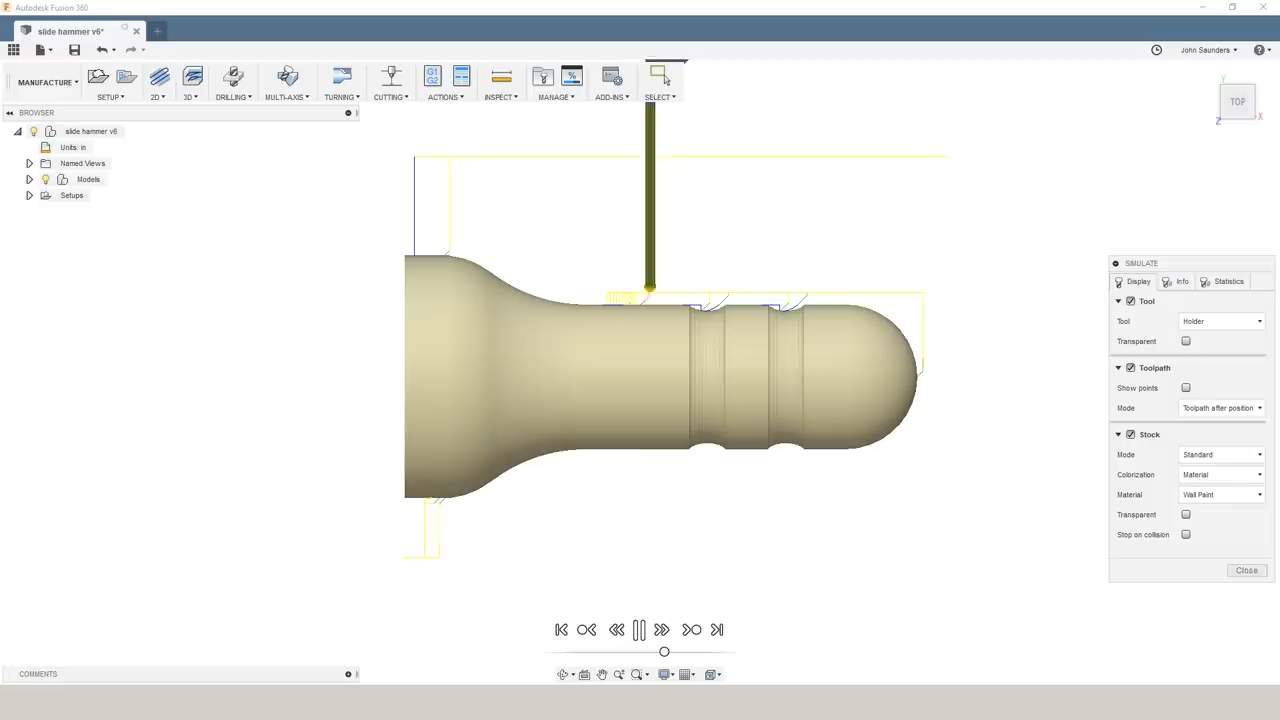 Autodesk Fusion 360
slide hammer v6*
John Saunders
MANUFACTURE
SETUP
2D
3D
DRILLING
MULTI-AXIS
TURNING
CUTTING
G1
G2
ACTIONS
INSPECT
%
MANAGE
ADD-INS
SELECT
BROWSER
slide hammer v6
Units: in
Named Views
Models
Setups
Y
TOP
X
Z
SIMULATE
Display
Info
Statistics
Tool
Tool Holder
Transparent
Toolpath
Show points
Mode Toolpath after position
Stock
Mode Standard
Colorization Material
Material Wall Paint
Transparent
Stop on collision
Close
COMMENTS